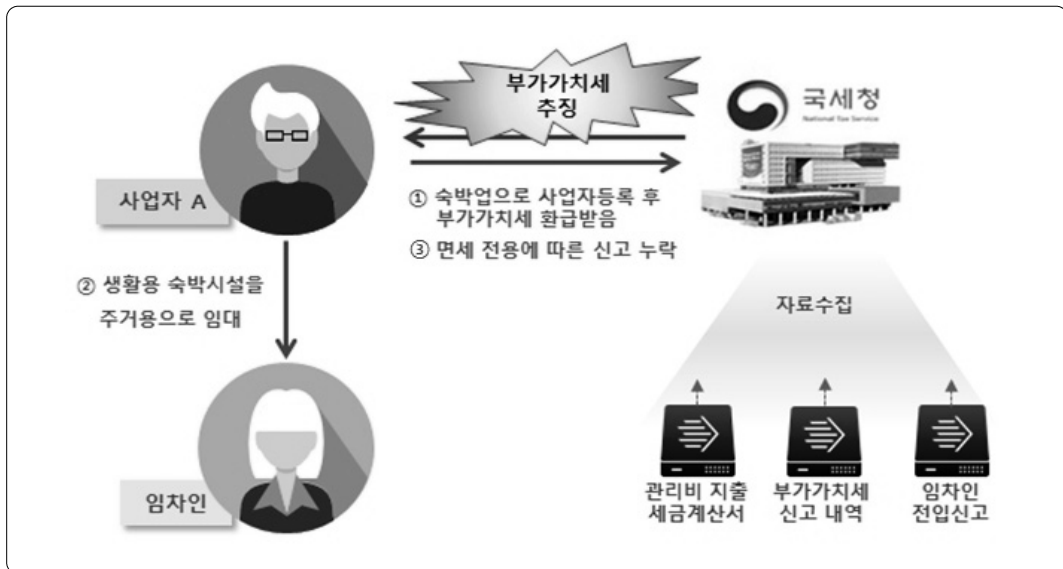 부가가치세
추징
국세청
National Tax Service
사업자 A
① 숙박업으로 사업자등록 후
부가가치세 환급받음
③ 면세 전용에 따른 신고 누락
② 생활용 숙박시설을
주거용으로 임대
자료수집
임차인
관리비 지출
세금계산서
부가가치세
신고 내역
임차인
전입신고